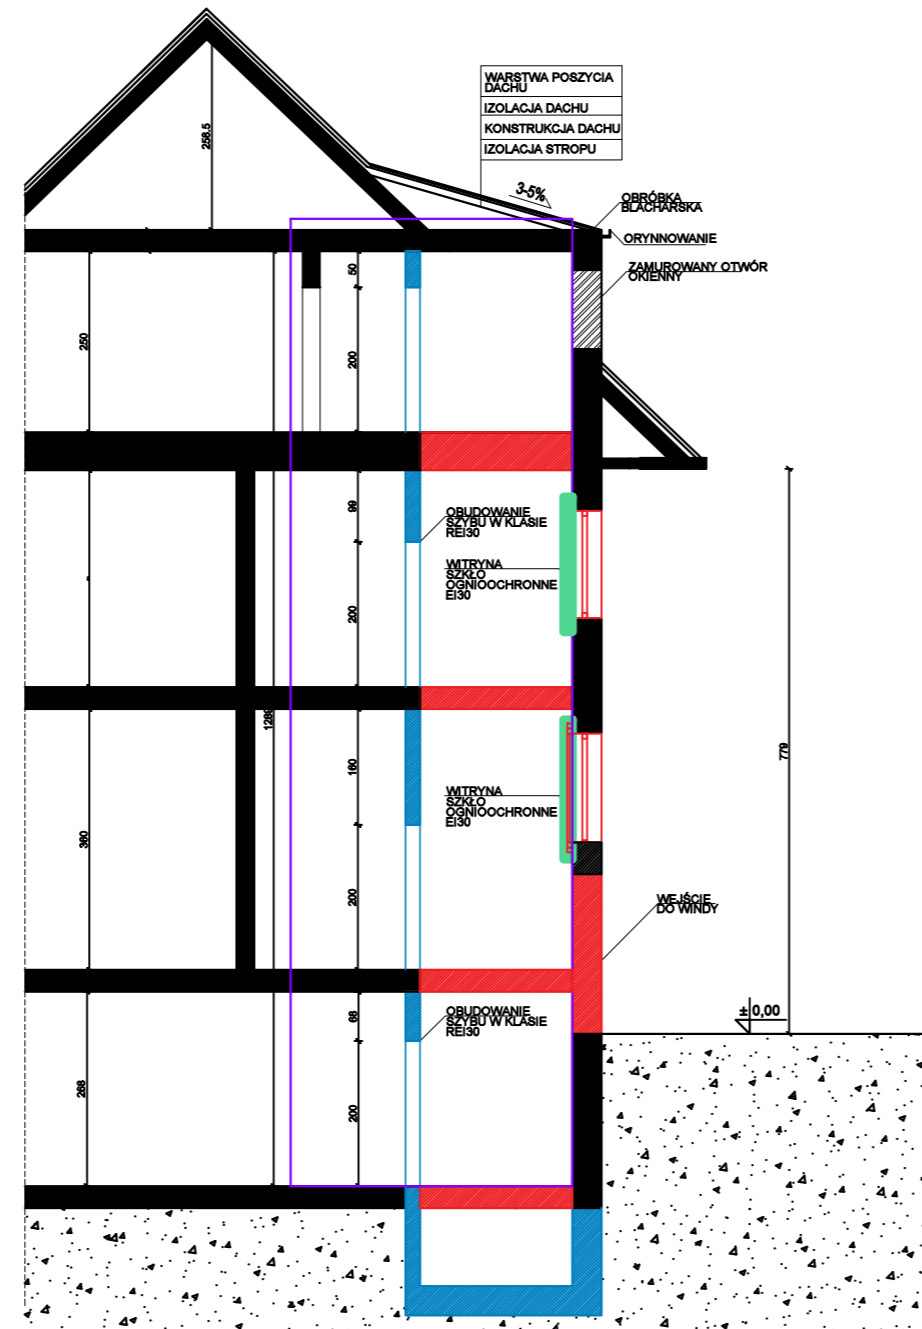 WARSTWA POSZYCIA
DACHU
IZOLACJA DACHU
KONSTRUKCJA DACHU
IZOLACJA STROPU
258.5
3-5%
OBRÓBKA
BLACHARSKA
ORYNNOWANIE
ZAMUROWANY OTWÓR
OKIENNY
50
250
200
99
OBUDOWANIE
SZYBU W KLASIE
REI30
WITRYNA
SZKŁO
OGNIOOCHRONNE
EI30
200
779
160
WITRYNA
SZKŁO
OGNIOOCHRONNE
EI30
360
200
WEJŚCIE
DO WINDY
68
OBUDOWANIE
SZYBU W KLASIE
REI30
±0,00
268
200